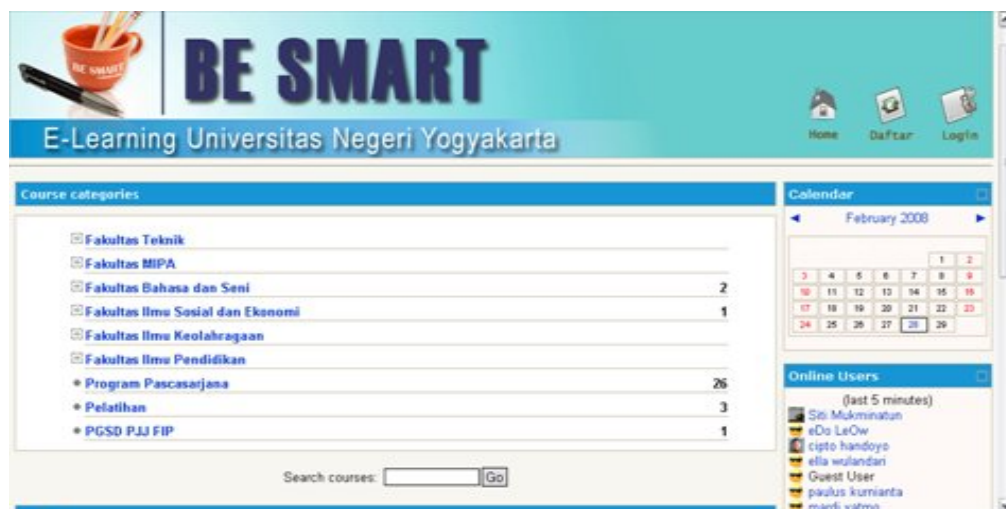 BE SMART
BE SMART
E-Learning Universitas Negeri Yogyakarta
Home Daftar Login
Course categories
Fakultas Teknik
Fakultas MIPA
Fakultas Bahasa dan Seni 2
Fakultas Ilmu Sosial dan Ekonomi 1
Fakultas Ilmu Keolahragaan
Fakultas Ilmu Pendidikan
Program Pascasarjana 26
Pelatihan 3
PGSD PJJ FIP 1
Search courses: Go
Calendar
February 2008
1 2
3 4 5 6 7 8 9
10 11 12 13 14 15 16
17 18 19 20 21 22 23
24 25 26 27 28 29
Online Users
(last 5 minutes)
Siti Mukminatun
eDo LeOw
cipto handoyo
ella wulandari
Guest User
paulus kurnianta
mardi yatmo